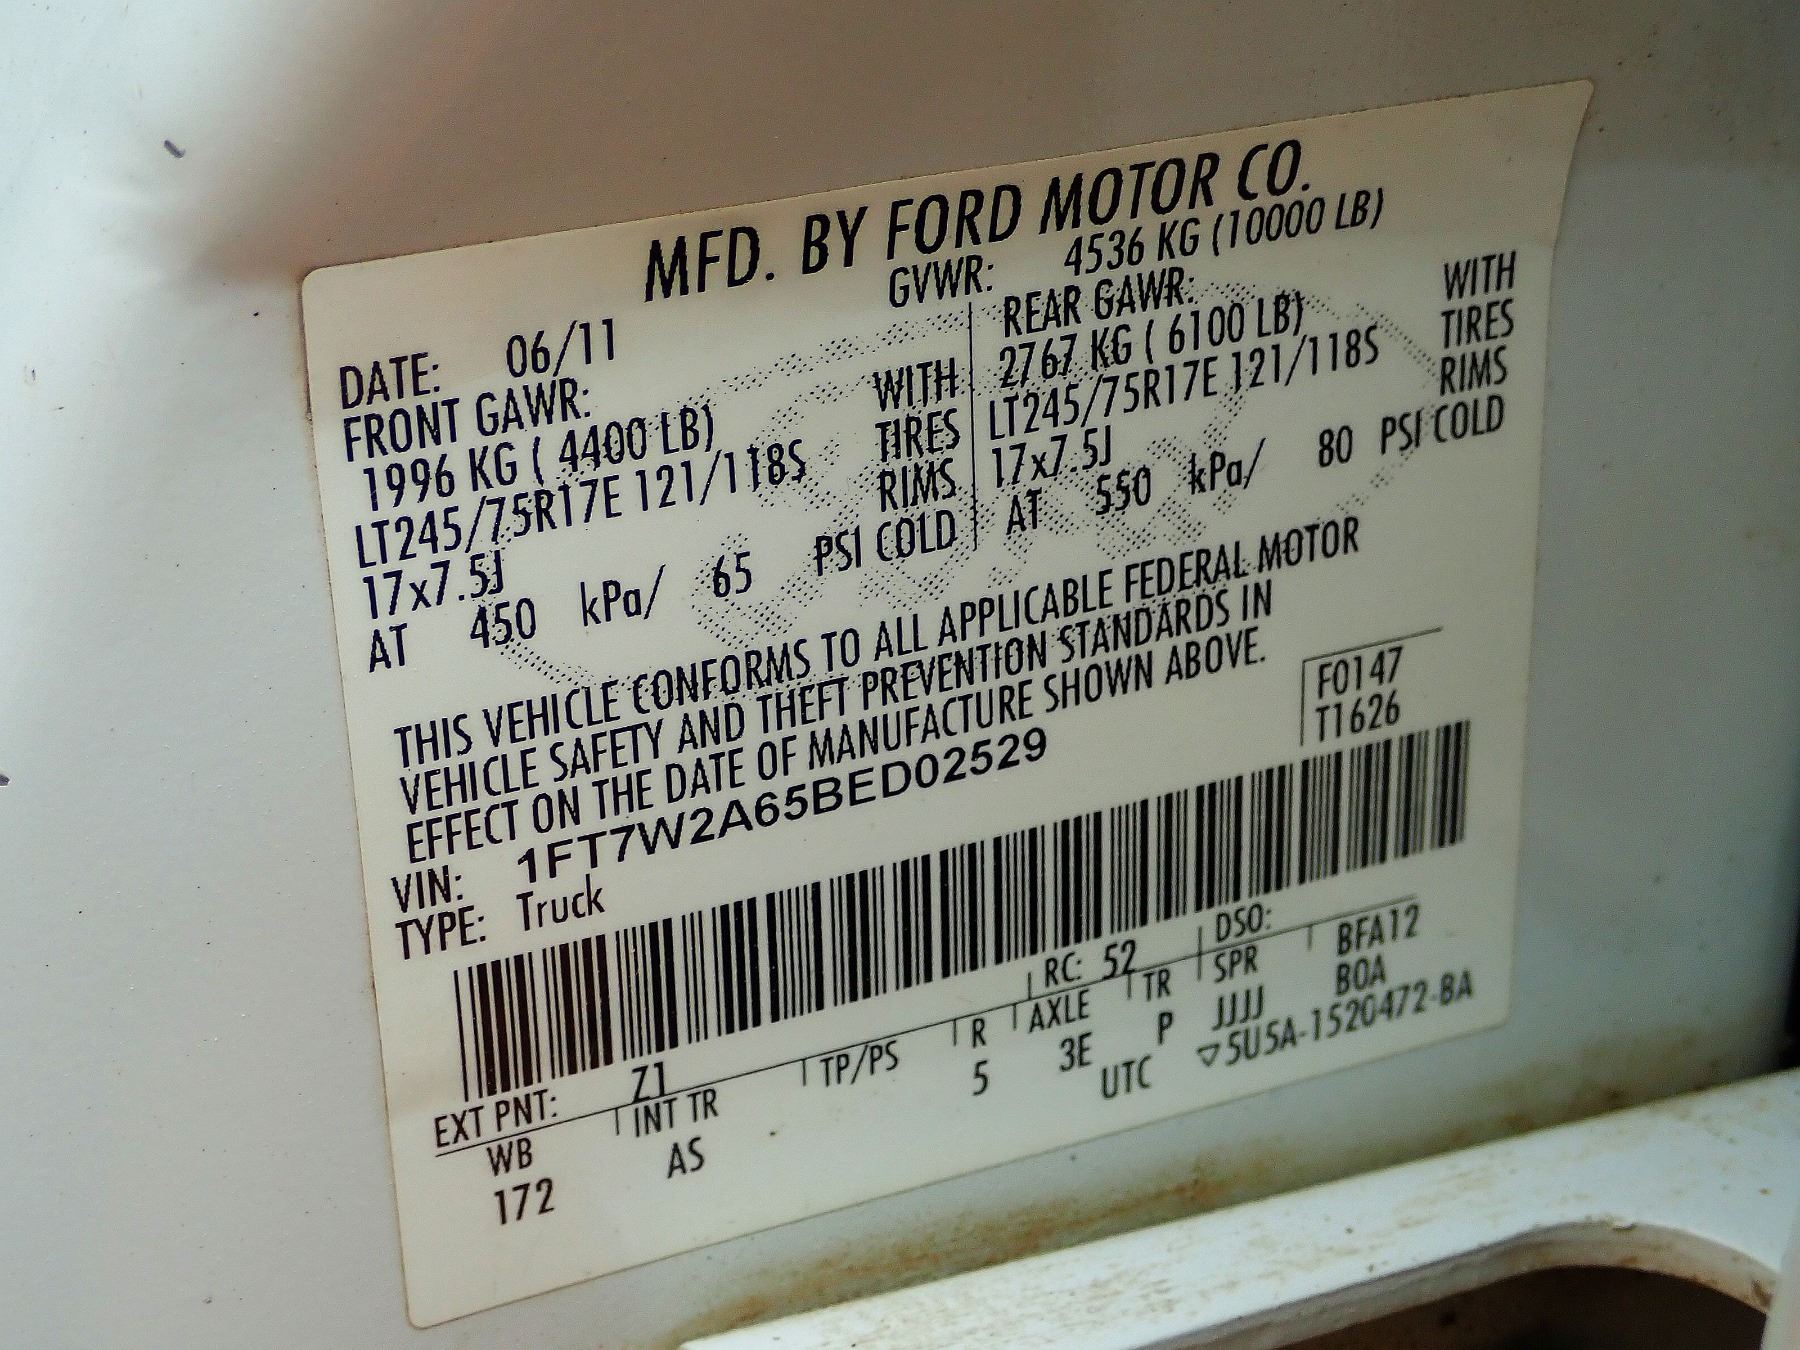 MFD. BY FORD MOTOR CO.
DATE: 06/11 GVWR: 4536 KG (10000 LB)
FRONT GAWR: REAR GAWR:
1996 KG ( 4400 LB) WITH 2767 KG ( 6100 LB) WITH
LT245/75R17E 121/118S TIRES LT245/75R17E 121/118S TIRES
17x7.5J RIMS 17x7.5J RIMS
AT 450 kPa/ 65 PSI COLD AT 550 kPa/ 80 PSI COLD
THIS VEHICLE CONFORMS TO ALL APPLICABLE FEDERAL MOTOR
VEHICLE SAFETY AND THEFT PREVENTION STANDARDS IN
EFFECT ON THE DATE OF MANUFACTURE SHOWN ABOVE.
VIN: 1FT7W2A65BED02529
TYPE: Truck
F0147
T1626
EXT PNT: Z1 RC: 52 DSO:
WB INT TR TP/PS R AXLE TR SPR BFA12
172 AS 5 3E P JJJJ BOA
UTC ▽5U5A-1520472-BA